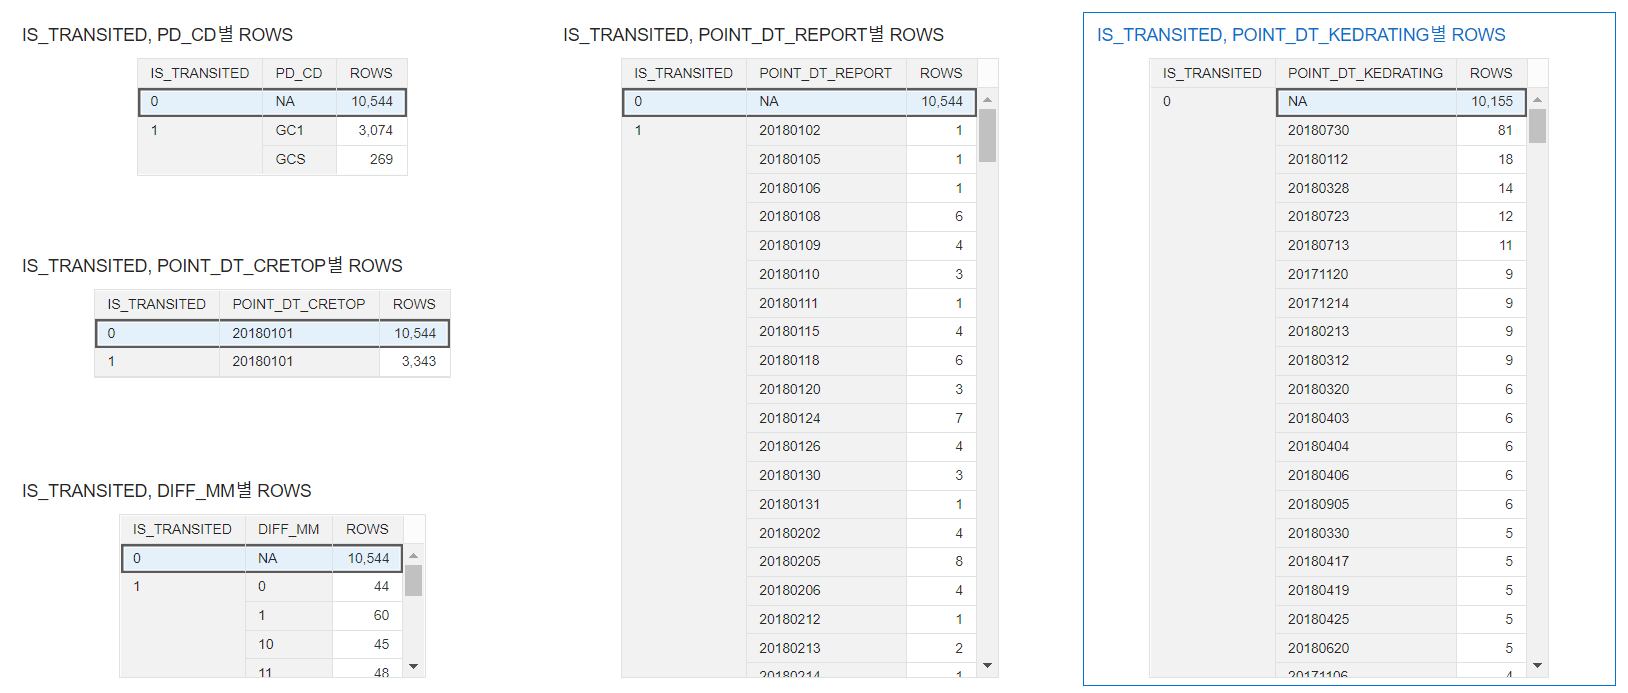 IS_TRANSITED, PD_CD별 ROWS
IS_TRANSITED PD_CD ROWS
0 NA 10,544
1 GC1 3,074
GCS 269
IS_TRANSITED, POINT_DT_CRETOP별 ROWS
IS_TRANSITED POINT_DT_CRETOP ROWS
0 20180101 10,544
1 20180101 3,343
IS_TRANSITED, DIFF_MM별 ROWS
IS_TRANSITED DIFF_MM ROWS
0 NA 10,544
1 0 44
1 60
10 45
11 48
IS_TRANSITED, POINT_DT_REPORT별 ROWS
IS_TRANSITED POINT_DT_REPORT ROWS
0 NA 10,544
1 20180102 1
20180105 1
20180106 1
20180108 6
20180109 4
20180110 3
20180111 1
20180115 4
20180118 6
20180120 3
20180124 7
20180126 4
20180130 3
20180131 1
20180202 4
20180205 8
20180206 4
20180212 1
20180213 2
20180214 1
IS_TRANSITED, POINT_DT_KEDRATING별 ROWS
IS_TRANSITED POINT_DT_KEDRATING ROWS
0 NA 10,155
20180730 81
20180112 18
20180328 14
20180723 12
20180713 11
20171120 9
20171214 9
20180213 9
20180312 9
20180320 6
20180403 6
20180404 6
20180406 6
20180905 6
20180330 5
20180417 5
20180419 5
20180425 5
20180620 5
20171106 4